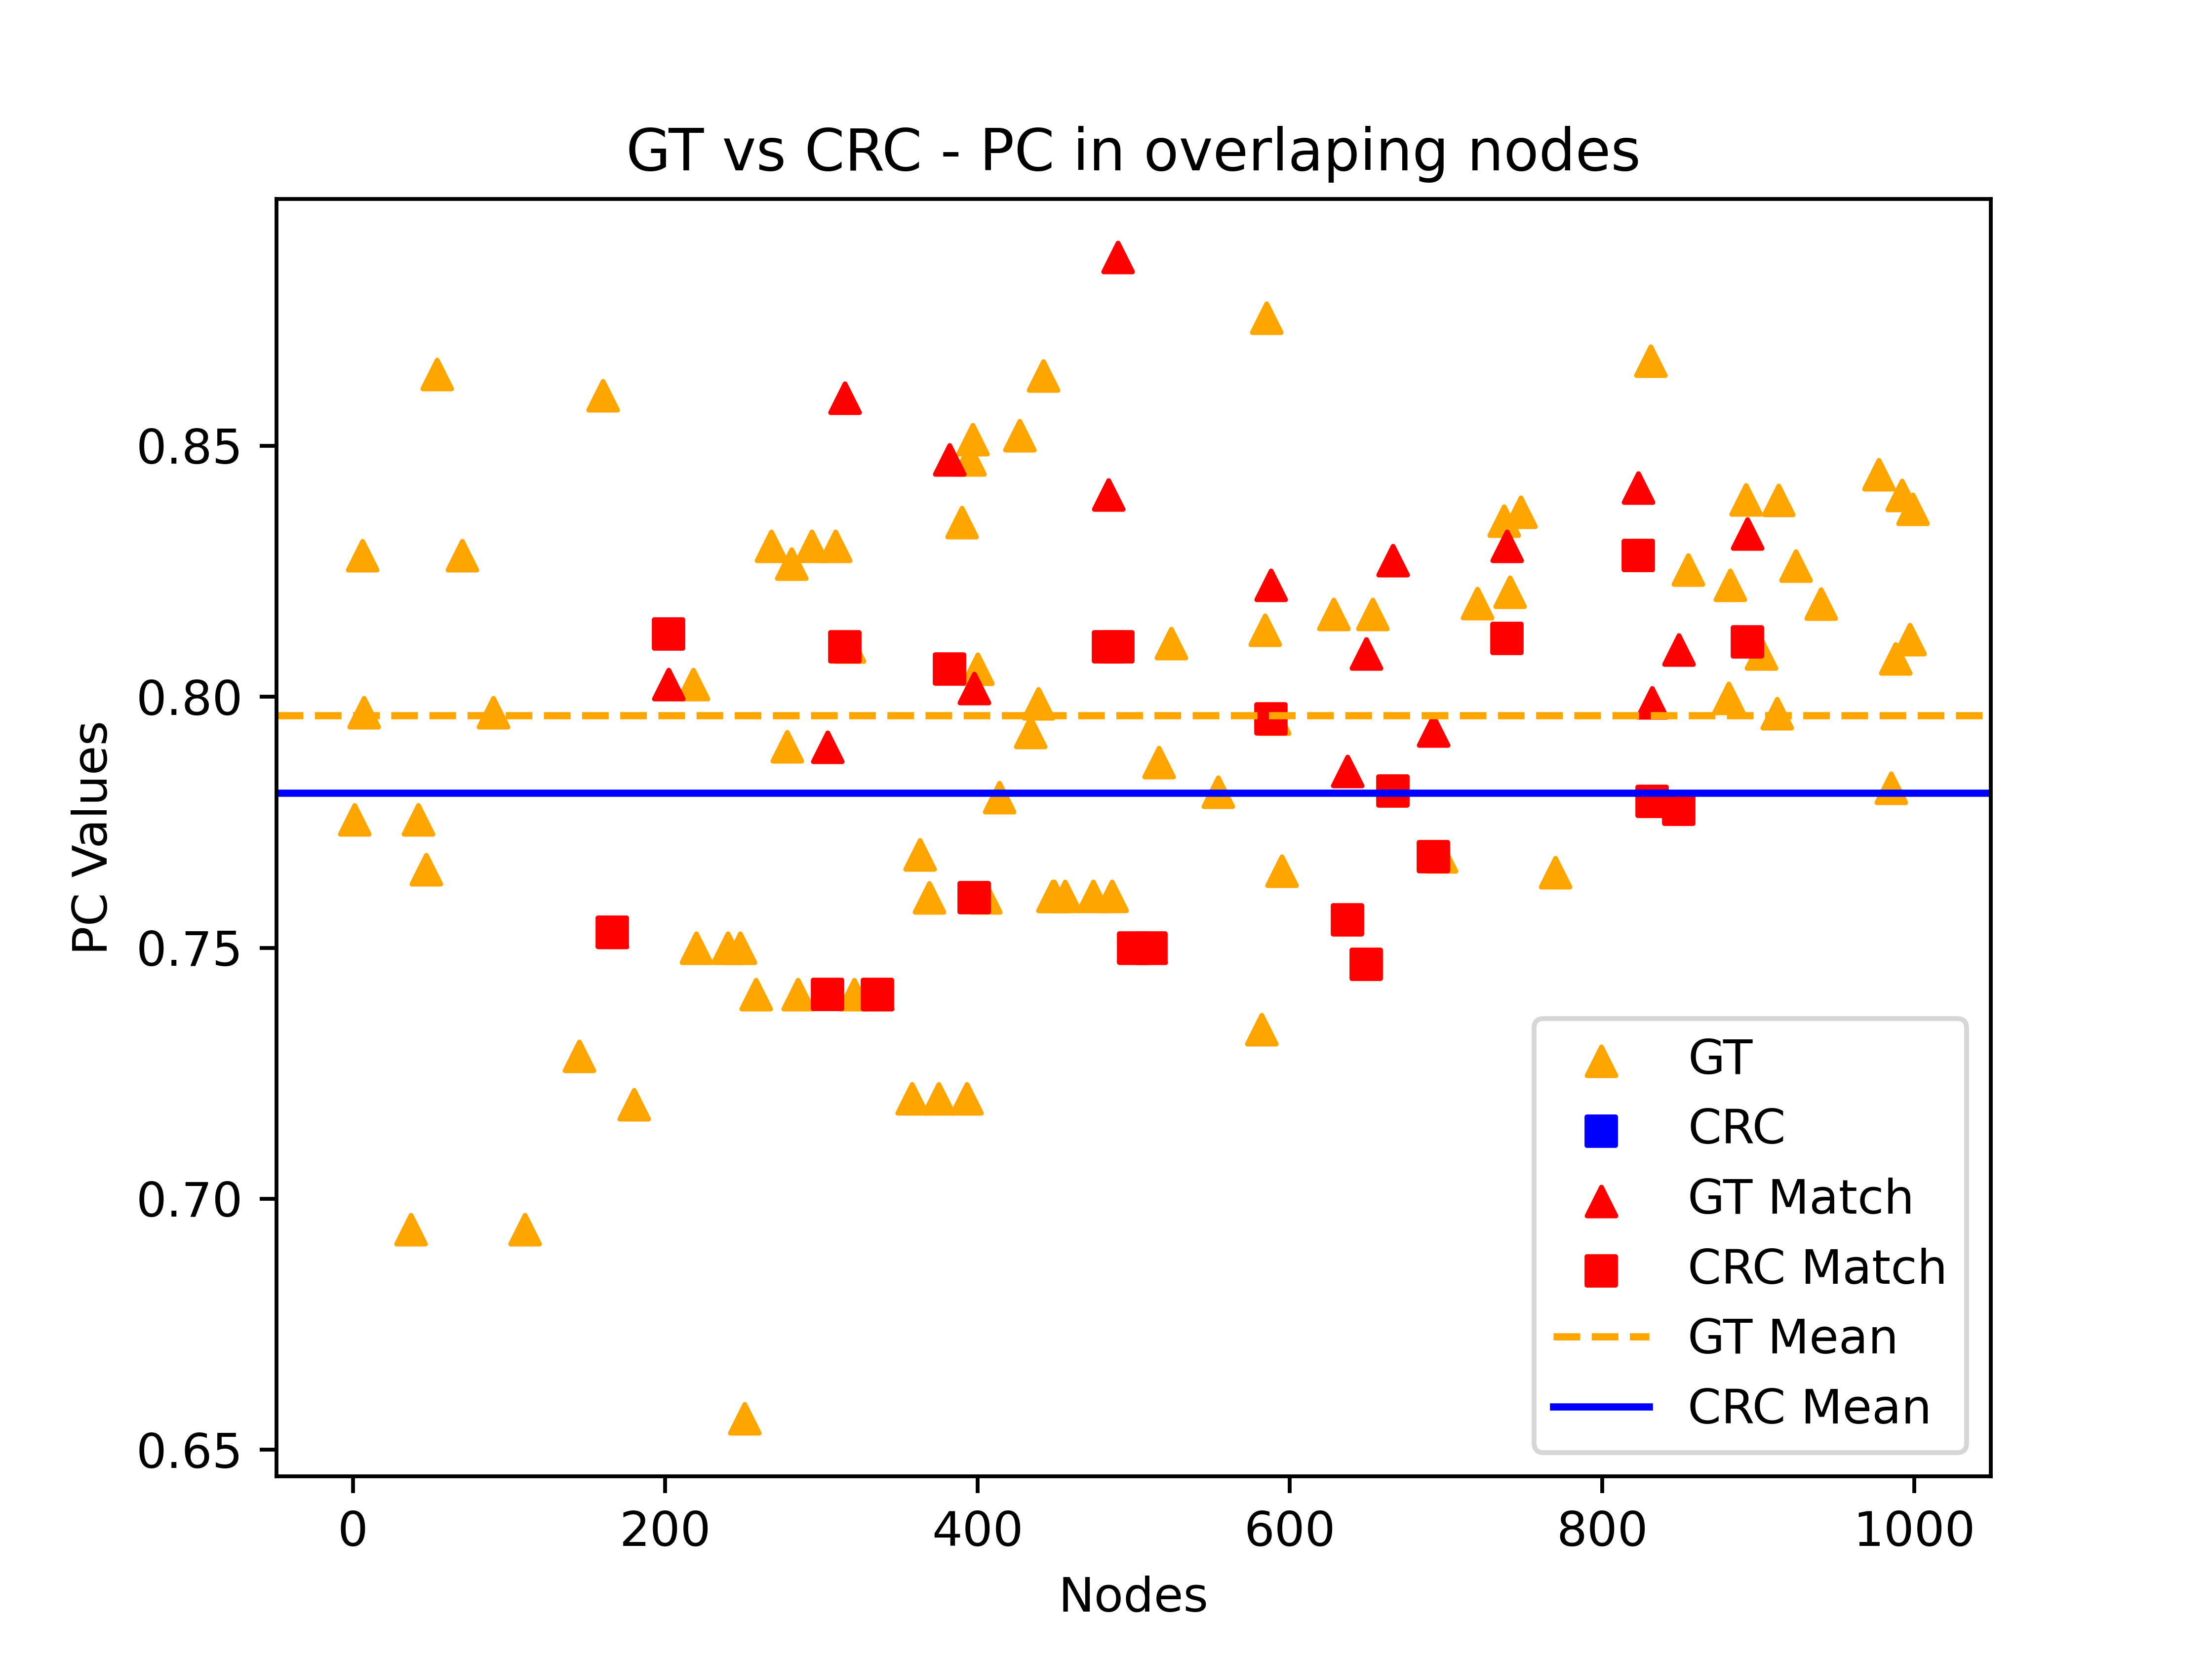 GT vs CRC - PC in overlaping nodes
PC Values
0.85
0.80
0.75
0.70
0.65
0
200
400
600
800
1000
Nodes
GT
CRC
GT Match
CRC Match
GT Mean
CRC Mean